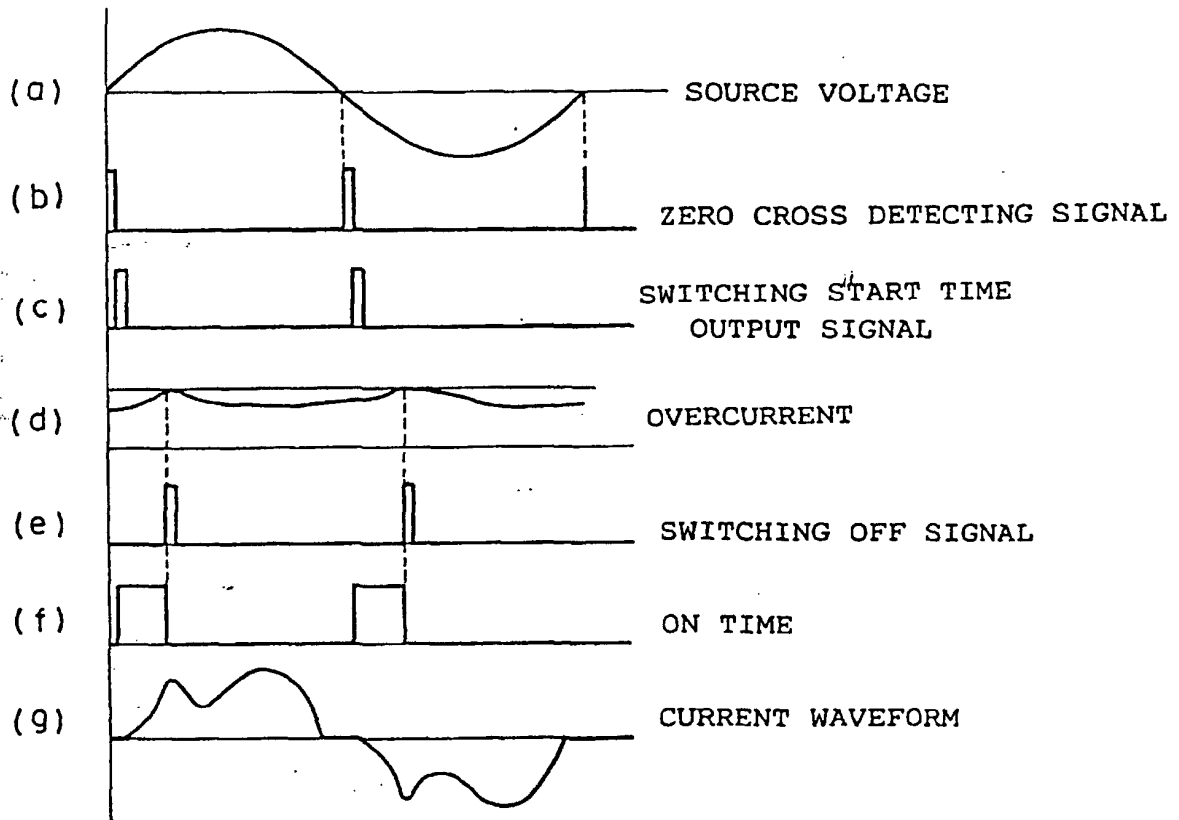 (a) SOURCE VOLTAGE
(b) ZERO CROSS DETECTING SIGNAL
(c) SWITCHING START TIME
OUTPUT SIGNAL
(d) OVERCURRENT
(e) SWITCHING OFF SIGNAL
(f) ON TIME
(g) CURRENT WAVEFORM